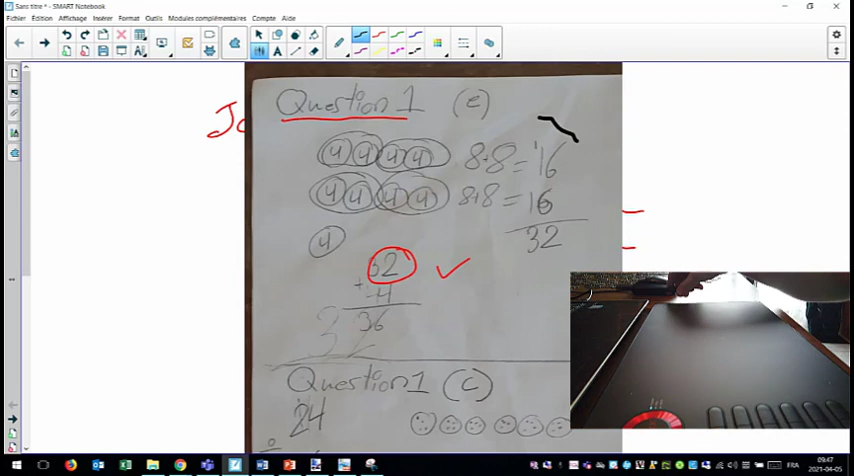 Sans titre * - SMART Notebook
Fichier Edition Affichage Insérer Format Outils Modules complémentaires Compte Aide
Question 1 (e)
4 4 4 4 8+8 = 16
4 4 4 4 8+8 = 16
32
4
32
+ 4
36
Question 1 (c)
24
FRA
09:47
2021-04-05